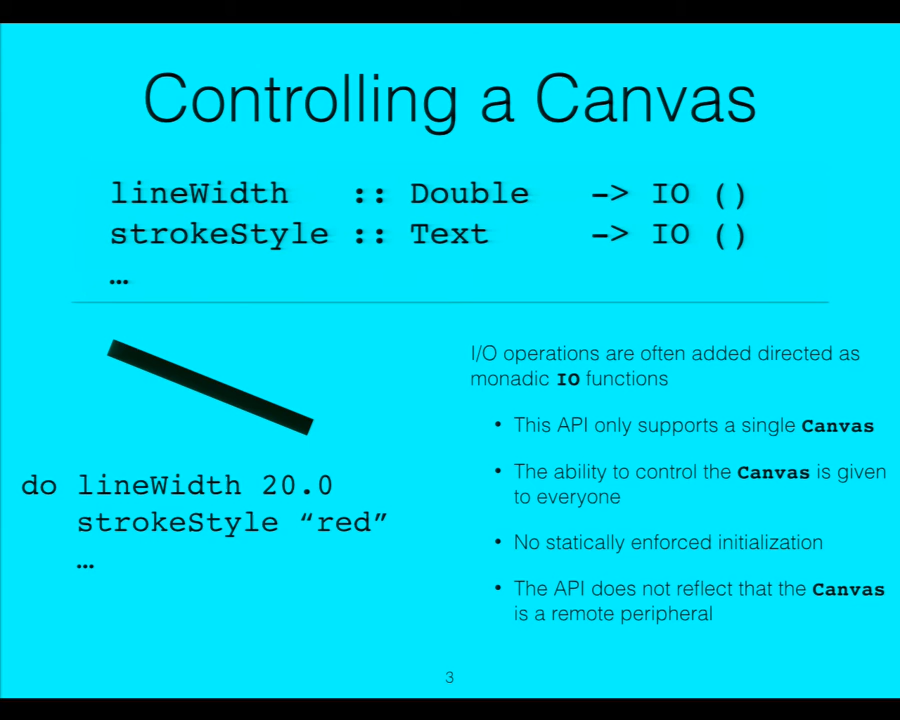 Controlling a Canvas
lineWidth :: Double -> IO ()
strokeStyle :: Text -> IO ()
…
I/O operations are often added directed as
monadic IO functions
• This API only supports a single Canvas
• The ability to control the Canvas is given
to everyone
• No statically enforced initialization
• The API does not reflect that the Canvas
is a remote peripheral
do lineWidth 20.0
strokeStyle “red”
…
3